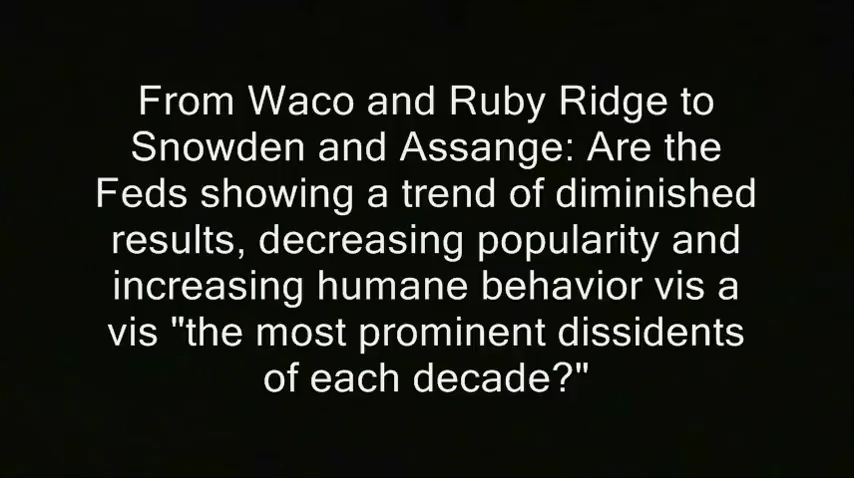 From Waco and Ruby Ridge to
Snowden and Assange: Are the
Feds showing a trend of diminished
results, decreasing popularity and
increasing humane behavior vis a
vis "the most prominent dissidents
of each decade?"